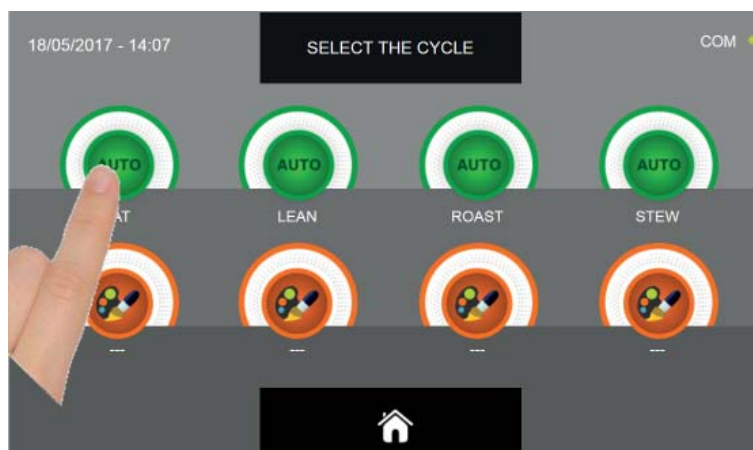 18/05/2017 - 14:07
SELECT THE CYCLE
COM
AUTO
AUTO
AUTO
AUTO
LEAN
ROAST
STEW
---
---
---
---